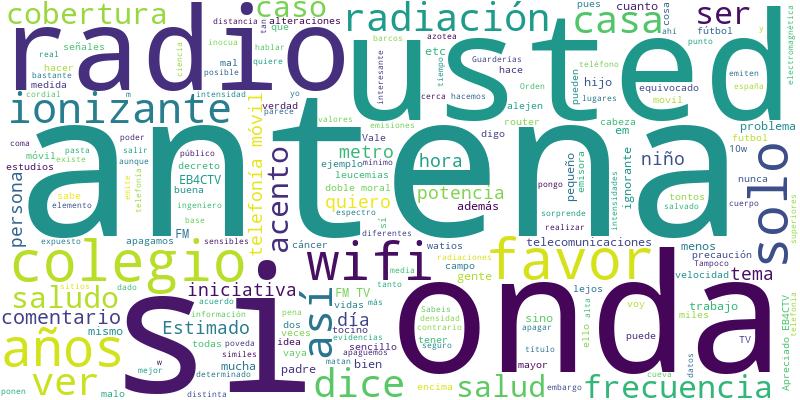 cobertura
caso
radiación
casa
ser
radio
usted
ionizante
antena
solo
telefonía móvil
acento
metro
hora
niño
quiero
potencia
persona
colegio
wifi
favor
si
onda
saludo
iniciativa
así
día
tema
comentario
Estimado
años
ver
dice
salud
frecuencia
distancia
tan
alteraciones
que
pues
cuanto
cosa
azotea
fútbol
ahí
y
electromagnética
señales
real
hacer
bastante
medida
cordial
m
inocua
hablar
quiere
ciencia
mal
posible
intensidad
yo
parece
verdad
barcos
etc
interesante
tiempo
cerca
hacemos
Guarderías
hace
Orden
alejen
hijo
pueden
lugares
teléfono
punto
equivocado
movil
emiten
españa
coma
poder
pasta
salir
móvil
existe
aunque
estudios
público
decreto
EB4CTV
buena
sabe
elemento
telefonía
emite
ingeniero
base
FM
expuesto
apagamos
sensibles
valores
emisiones
Vale
mínimo
ejemplo
leucemias
doble moral
espectro
sí
diferentes
además
digo
router
cabeza
em
pequeño
emisora
pongo
sorprende
realizar
ignorante
intensidades
tontos
salvado
cuerpo
nunca
problema
futbol
10w
superiores
cáncer
watios
campo
radiaciones
gente
media
tanto
telecomunicaciones
menos
precaución
Tampoco
velocidad
lejos
sitios
dado
acuerdo
información
FM TV
vidas
más
pena
dos
veces
tocino
evidencias
idea
sencillo
vaya
apaguemos
matan
bien
padre
mismo
todas
poveda
similes
w
mejor
determinado
mucha
malo
ponen
distinta
Sabeis
densidad
contrario
tener
seguro
encima
sino
apagar
título
mayor
embargo
alta
ello
voy
puede
cueva
datos
trabajo
miles
TV
telefonía
Apreciado EB4CTV